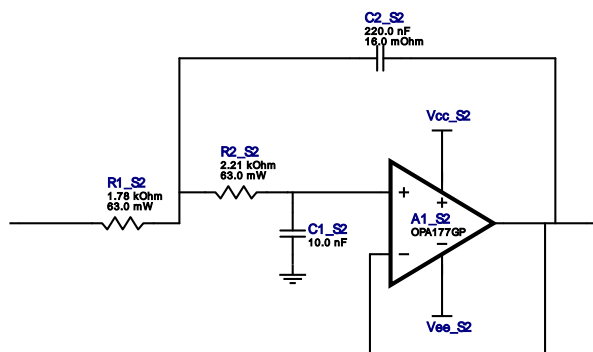 C2_S2
220.0 nF
16.0 mOhm
Vcc_S2
R2_S2
2.21 kOhm
63.0 mW
R1_S2
1.78 kOhm
63.0 mW
+
+
A1_S2
OPA177GP
C1_S2
10.0 nF
−
−
Vee_S2